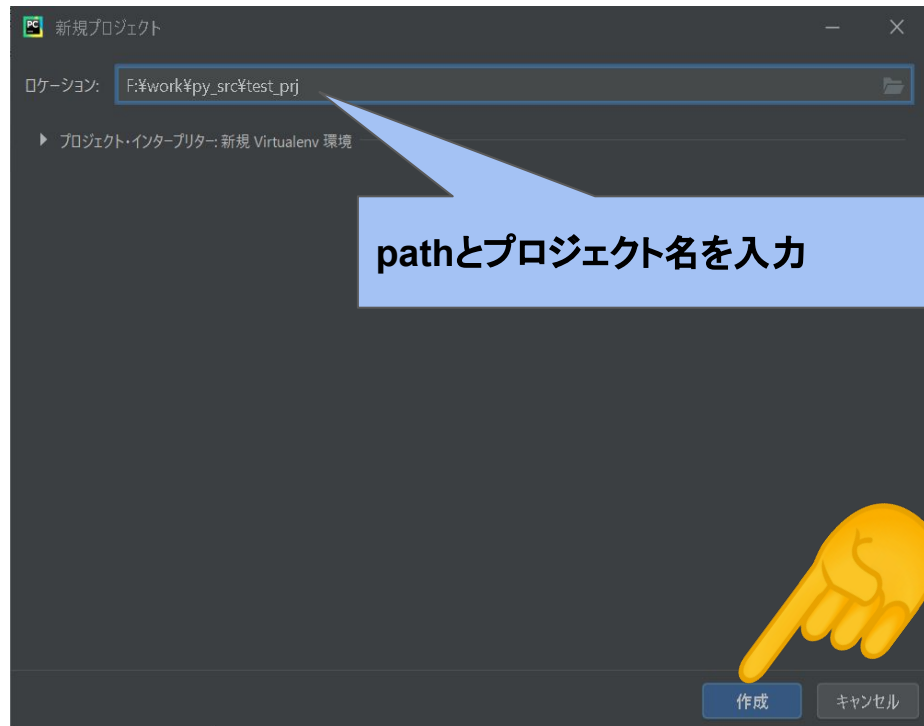 PC
新規プロジェクト
ロケーション: F:¥work¥py_src¥test_prj
プロジェクト・インタープリター: 新規 Virtualenv 環境
pathとプロジェクト名を入力
作成 キャンセル